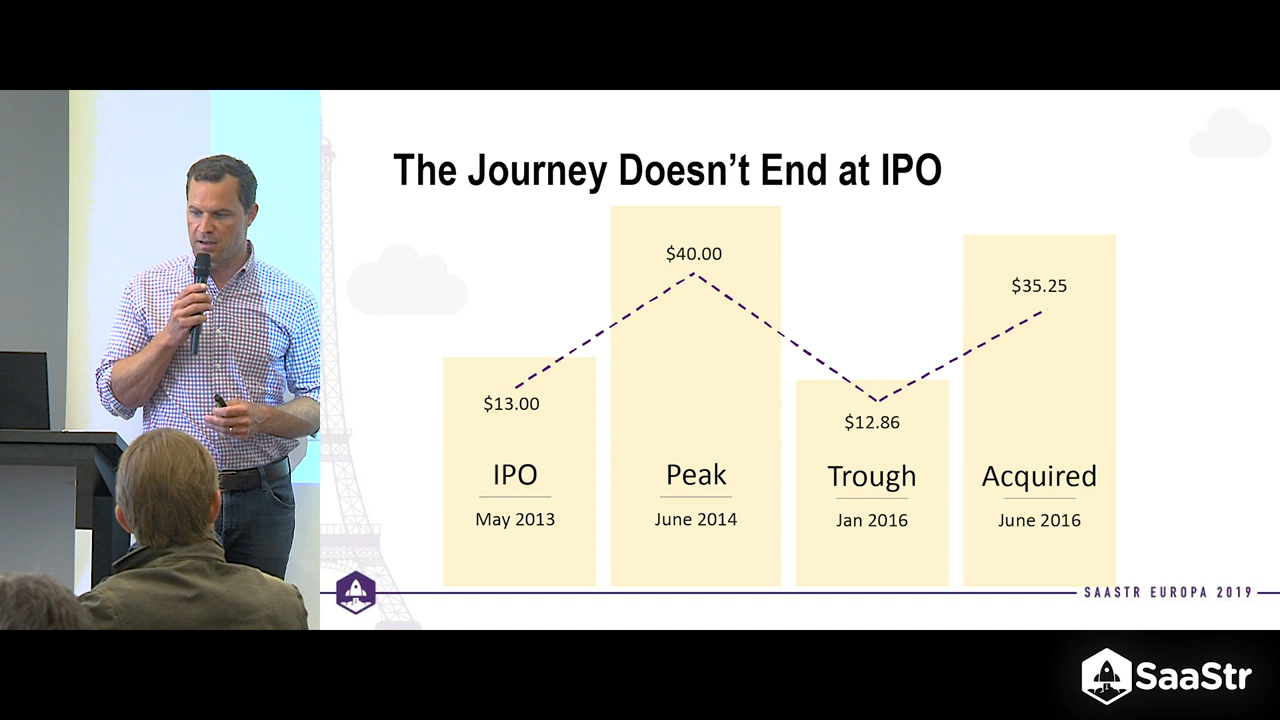 The Journey Doesn't End at IPO
$40.00
$35.25
$13.00
$12.86
IPO
Peak
Trough
Acquired
May 2013
June 2014
Jan 2016
June 2016
SAASTR EUROPA 2019
SaaStr